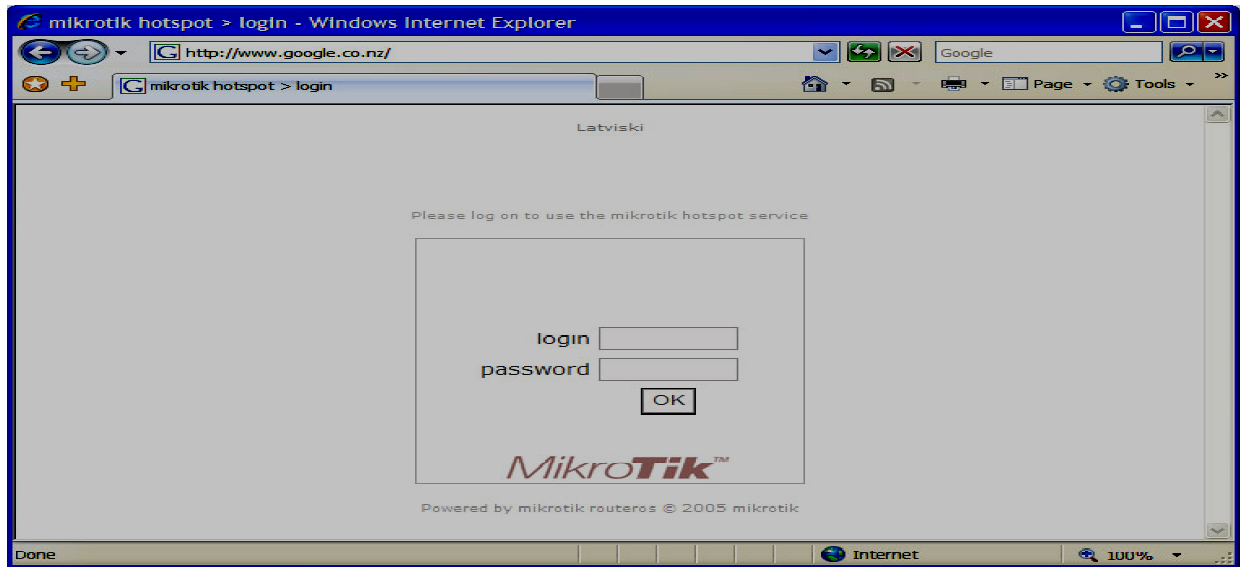 mikrotik hotspot > login - Windows Internet Explorer
http://www.google.co.nz/
Google
mikrotik hotspot > login
Page
Tools
Latviski
Please log on to use the mikrotik hotspot service
login
password
OK
MikroTik™
Powered by mikrotik routeros © 2005 mikrotik
Done
Internet
100%